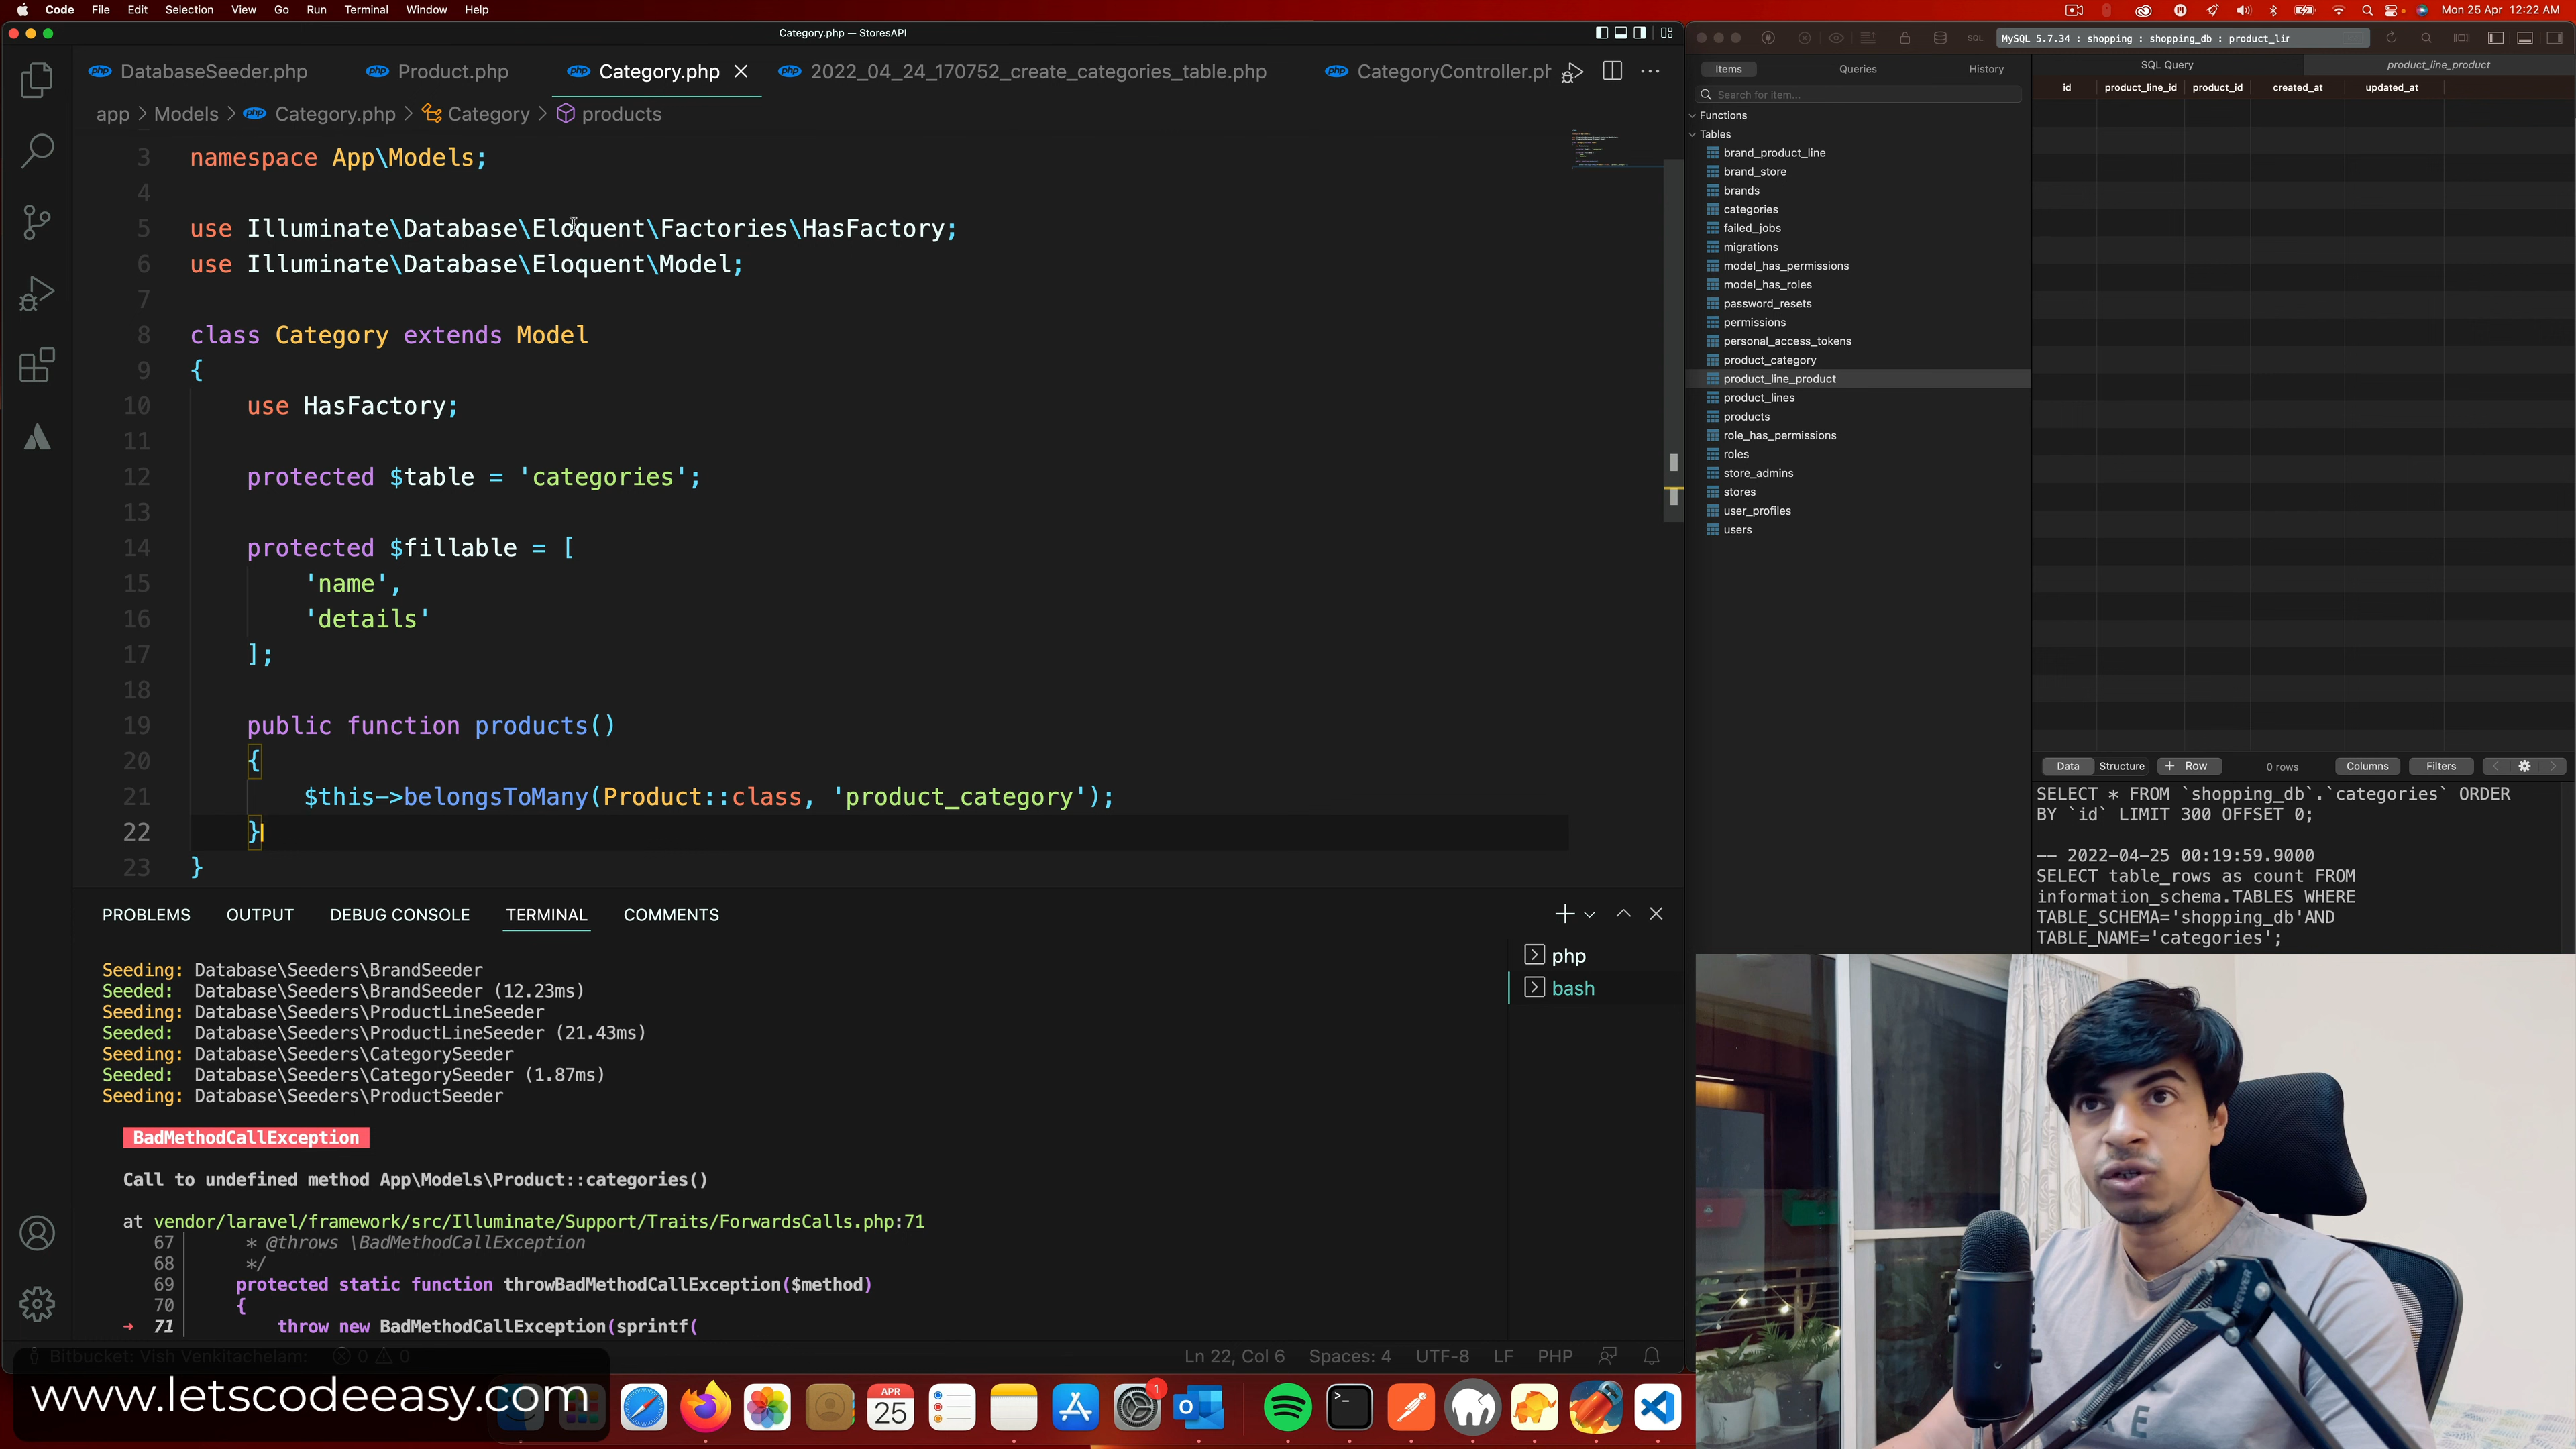 Code File Edit Selection View Go Run Terminal Window Help
Mon 25 Apr 12:22 AM
Category.php — StoresAPI
DatabaseSeeder.php
Product.php
Category.php
2022_04_24_170752_create_categories_table.php
CategoryController.ph
app > Models > Category.php > Category > products
3 namespace App\Models;
4
5 use Illuminate\Database\Eloquent\Factories\HasFactory;
6 use Illuminate\Database\Eloquent\Model;
7
8 class Category extends Model
9 {
10 use HasFactory;
11
12 protected $table = 'categories';
13
14 protected $fillable = [
15 'name',
16 'details'
17 ];
18
19 public function products()
20 {
21 $this->belongsToMany(Product::class, 'product_category');
22 }
23 }
PROBLEMS OUTPUT DEBUG CONSOLE TERMINAL COMMENTS
php
bash
Seeding: Database\Seeders\BrandSeeder
Seeded: Database\Seeders\BrandSeeder (12.23ms)
Seeding: Database\Seeders\ProductLineSeeder
Seeded: Database\Seeders\ProductLineSeeder (21.43ms)
Seeding: Database\Seeders\CategorySeeder
Seeded: Database\Seeders\CategorySeeder (1.87ms)
Seeding: Database\Seeders\ProductSeeder
BadMethodCallException
Call to undefined method App\Models\Product::categories()
at vendor/laravel/framework/src/Illuminate/Support/Traits/ForwardsCalls.php:71
67 * @throws \BadMethodCallException
68 */
69 protected static function throwBadMethodCallException($method)
70 {
➜ 71 throw new BadMethodCallException(sprintf(
Bitbucket: Vish Venkitachelam: 0 0
Ln 22, Col 6 Spaces: 4 UTF-8 LF PHP
www.letscodeeasy.com
APR
25
1
SQL MySQL 5.7.34 : shopping : shopping_db : product_lir
Items Queries History
Search for item...
Functions
Tables
brand_product_line
brand_store
brands
categories
failed_jobs
migrations
model_has_permissions
model_has_roles
password_resets
permissions
personal_access_tokens
product_category
product_line_product
product_lines
products
role_has_permissions
roles
store_admins
stores
user_profiles
users
SQL Query product_line_product
id product_line_id product_id created_at updated_at
Data Structure + Row 0 rows Columns Filters
SELECT * FROM `shopping_db`.`categories` ORDER
BY `id` LIMIT 300 OFFSET 0;
-- 2022-04-25 00:19:59.9000
SELECT table_rows as count FROM
information_schema.TABLES WHERE
TABLE_SCHEMA='shopping_db'AND
TABLE_NAME='categories';
NEEWER